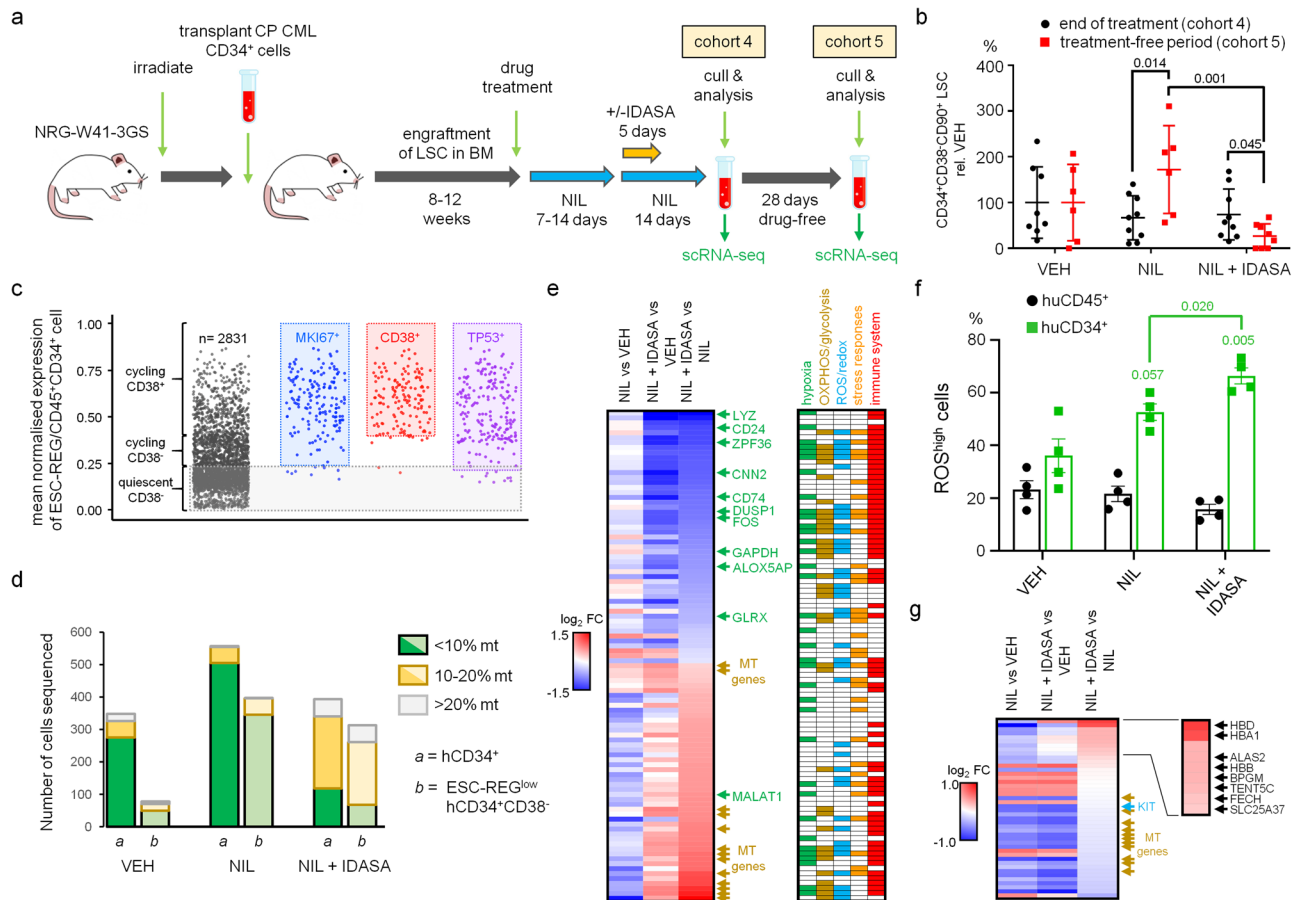 a
transplant CP CML
CD34⁺ cells
irradiate
NRG-W41-3GS
drug
treatment
engraftment
of LSC in BM
8-12
weeks
+/-IDASA
5 days
NIL
7-14 days
NIL
14 days
cohort 4
cull &
analysis
scRNA-seq
28 days
drug-free
cohort 5
cull &
analysis
scRNA-seq
b
end of treatment (cohort 4)
treatment-free period (cohort 5)
%
CD34⁺CD38⁻CD90⁺ LSC
rel. VEH
400
300
200
100
0
0.014
0.001
0.045
VEH
NIL
NIL + IDASA
c
mean normalised expression
of ESC-REG/CD45⁺CD34⁺ cell
1.00
0.75
0.50
0.25
0.00
cycling
CD38⁺
cycling
CD38⁻
quiescent
CD38⁻
n= 2831
MKI67⁺
CD38⁺
TP53⁺
d
Number of cells sequenced
600
500
400
300
200
100
0
a
b
a
b
a
b
VEH
NIL
NIL + IDASA
<10% mt
10-20% mt
>20% mt
a = hCD34⁺
b = ESC-REGˡᵒʷ
hCD34⁺CD38⁻
e
NIL vs VEH
NIL + IDASA vs
VEH
NIL + IDASA vs
NIL
hypoxia
OXPHOS/glycolysis
ROS/redox
stress responses
immune system
LYZ
CD24
ZPF36
CNN2
CD74
DUSP1
FOS
GAPDH
ALOX5AP
GLRX
MT
genes
MALAT1
MT
genes
log₂ FC
1.5
-1.5
f
huCD45⁺
huCD34⁺
%
ROSʰⁱᵍʰ cells
80
60
40
20
0
0.057
0.020
0.005
VEH
NIL
NIL +
IDASA
g
NIL vs VEH
NIL + IDASA vs
VEH
NIL + IDASA vs
NIL
log₂ FC
1.0
-1.0
KIT
MT
genes
HBD
HBA1
ALAS2
HBB
BPGM
TENT5C
FECH
SLC25A37